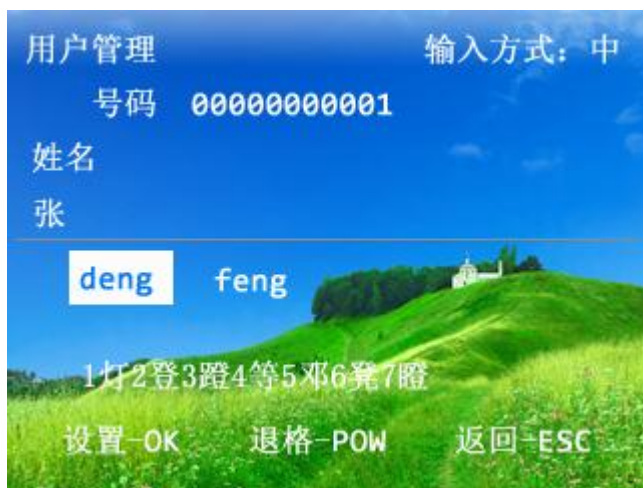 用户管理 输入方式：中
号码 00000000001
姓名
张
deng feng
1灯2登3蹬4等5邓6凳7瞪
设置-OK 退格-POW 返回-ESC